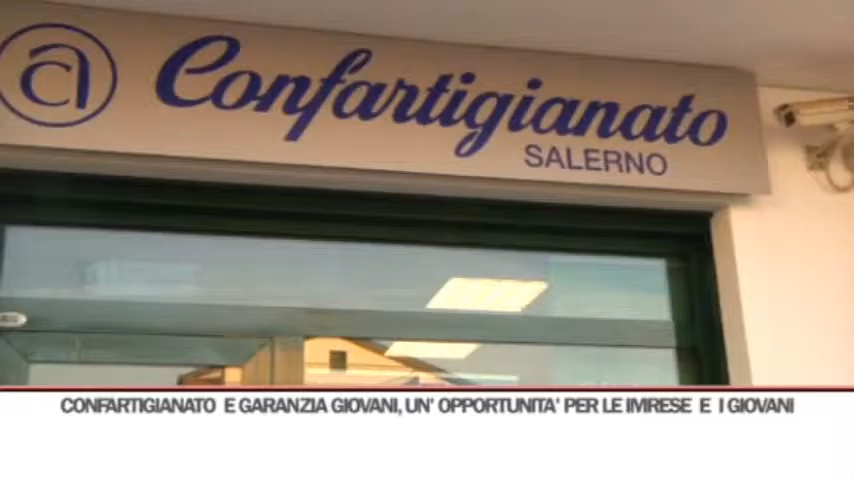 Confartigianato
SALERNO
CONFARTIGIANATO E GARANZIA GIOVANI, UN' OPPORTUNITA' PER LE IMRESE E I GIOVANI